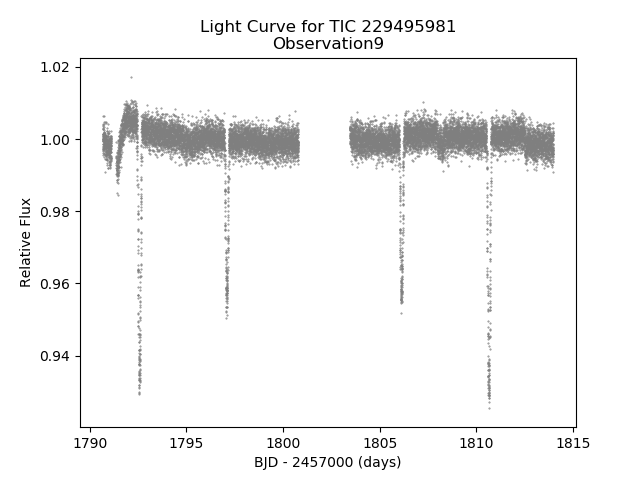 Light Curve for TIC 229495981
Observation9
1.02
1.00
0.98
0.96
0.94
Relative Flux
1790
1795
1800
1805
1810
1815
BJD - 2457000 (days)